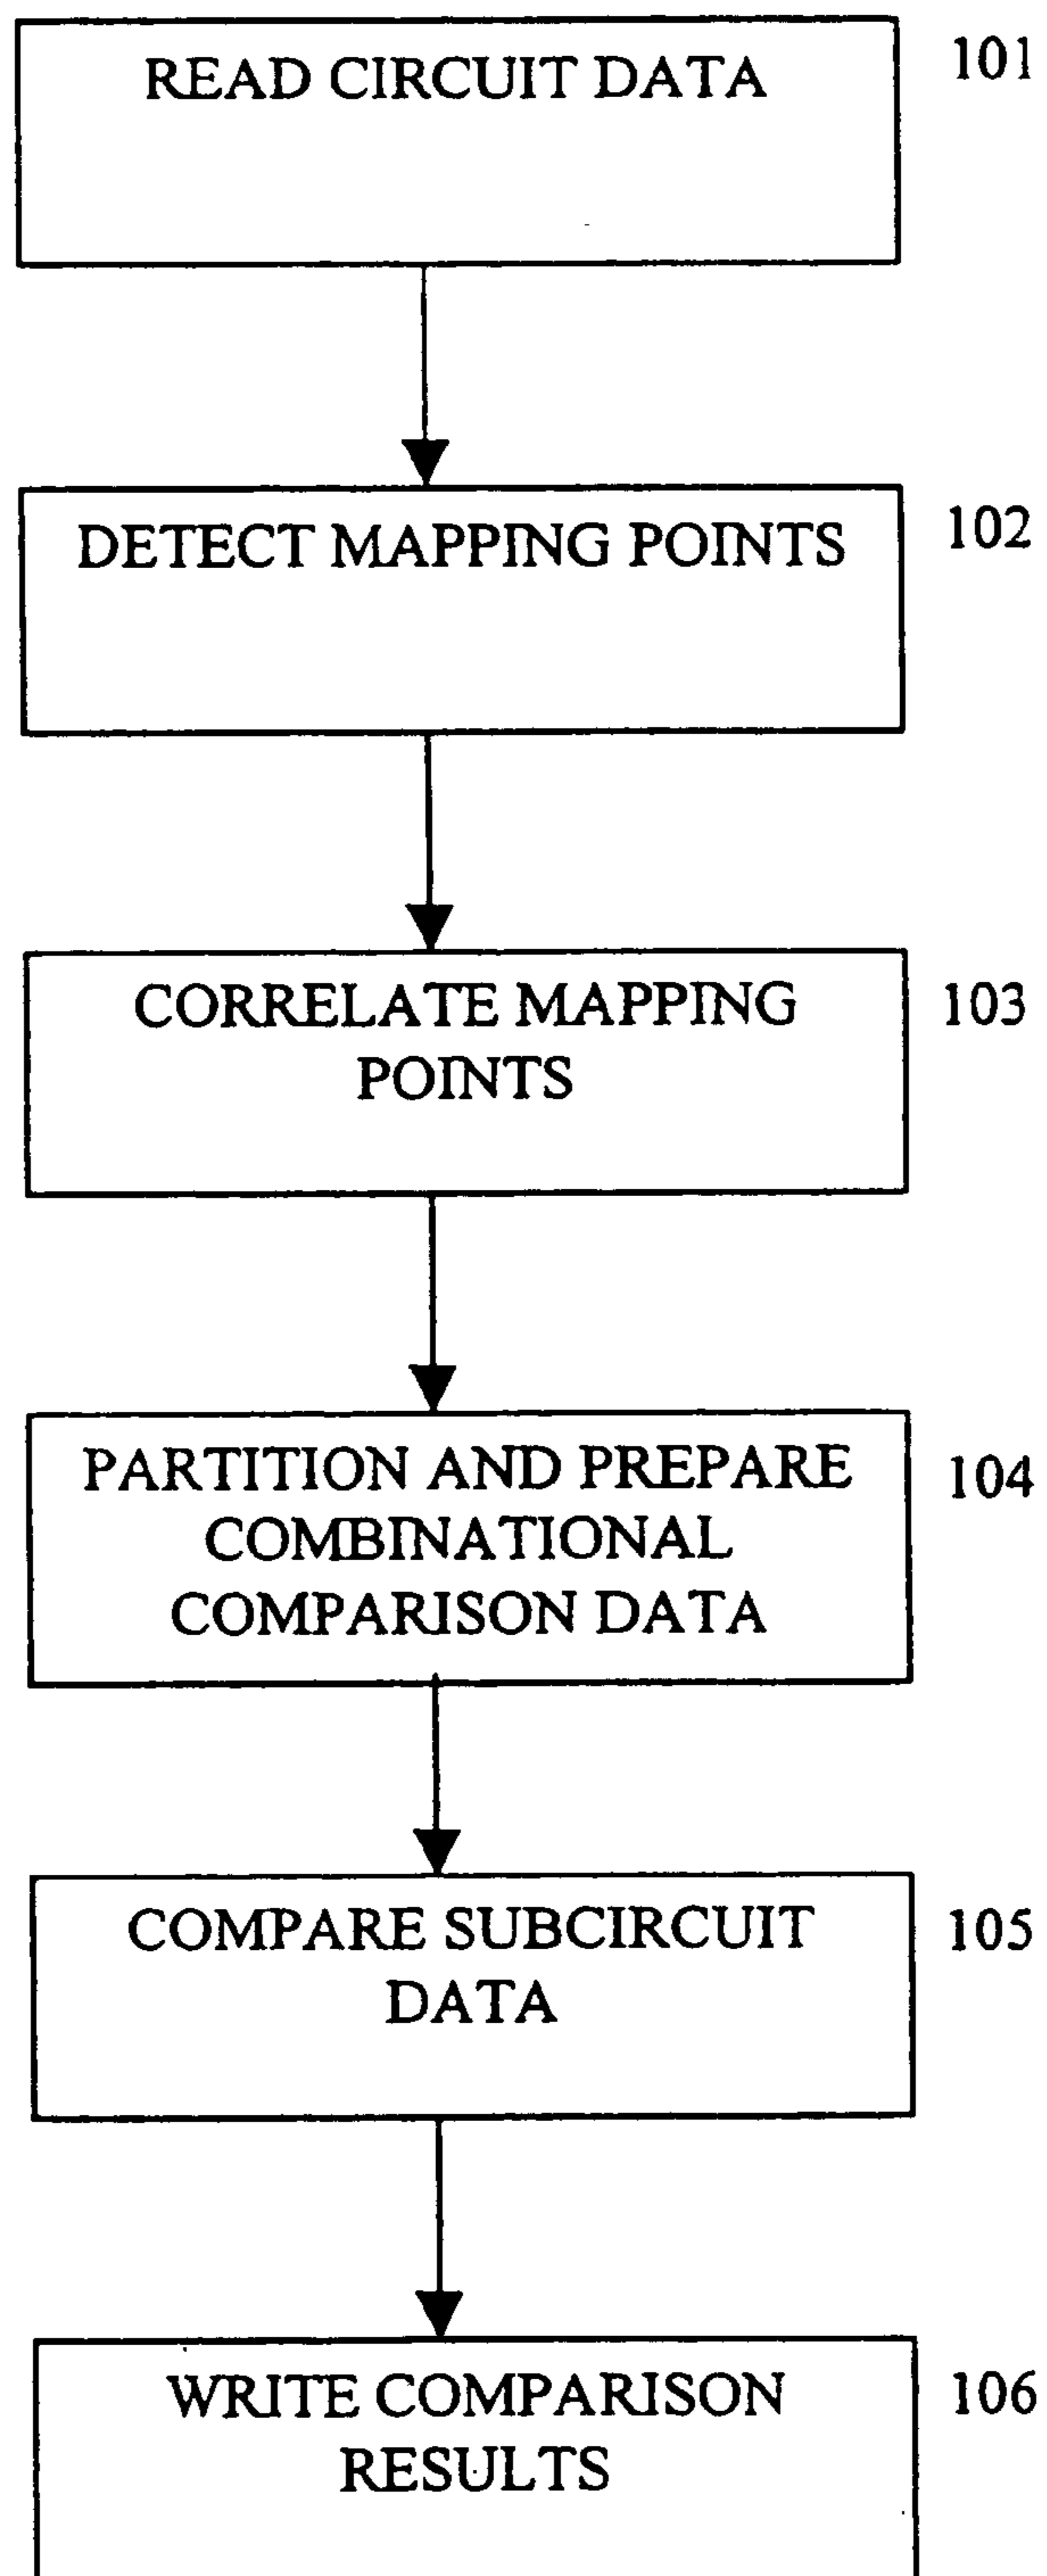 READ CIRCUIT DATA
101
DETECT MAPPING POINTS
102
CORRELATE MAPPING
POINTS
103
PARTITION AND PREPARE
COMBINATIONAL
COMPARISON DATA
104
COMPARE SUBCIRCUIT
DATA
105
WRITE COMPARISON
RESULTS
106